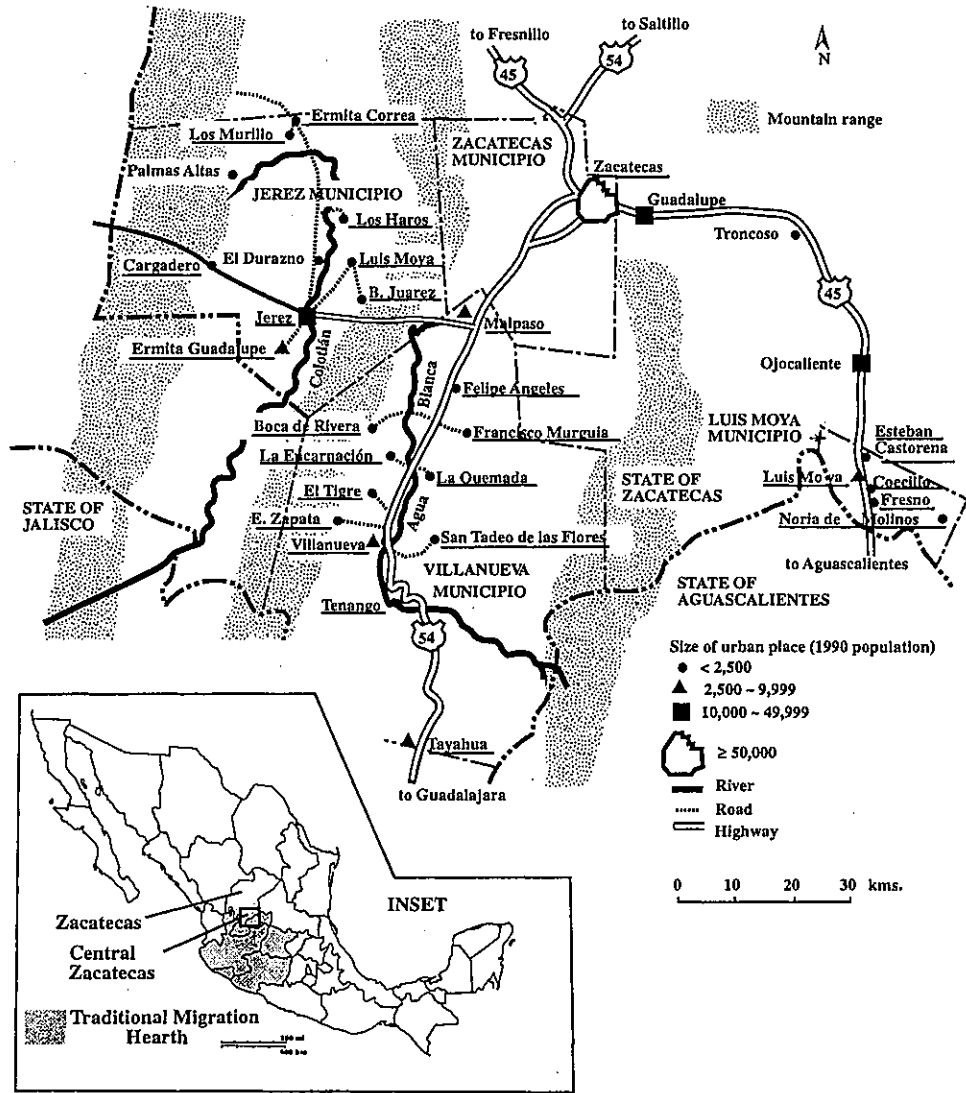 to Fresnillo
to Saltillo
45
54
N
Ermita Correa
Los Murillo
Palmas Altas
JEREZ MUNICIPIO
ZACATECAS
MUNICIPIO
Mountain range
Zacatecas
Guadalupe
Troncoso
Los Haros
Cargadero
El Durazno
Luis Moya
B. Juarez
Jerez
Malpaso
Ermita Guadalupe
Colotlán
45
Ojocaliente
Blanca
Felipe Angeles
Boca de Rivera
Francisco Murguia
La Encarnación
La Quemada
El Tigre
Agua
E. Zapata
Villanueva
San Tadeo de las Flores
STATE OF
JALISCO
LUIS MOYA
MUNICIPIO
Esteban
Castorena
STATE OF
ZACATECAS
Luis Moya
Coecillo
Fresno
Noria de Molinos
to Aguascalientes
VILLANUEVA
MUNICIPIO
STATE OF
AGUASCALIENTES
Tenango
54
Tayahua
to Guadalajara
Size of urban place (1990 population)
< 2,500
2,500 ~ 9,999
10,000 ~ 49,999
≥ 50,000
River
Road
Highway
0 10 20 30 kms.
INSET
Zacatecas
Central
Zacatecas
Traditional Migration
Hearth